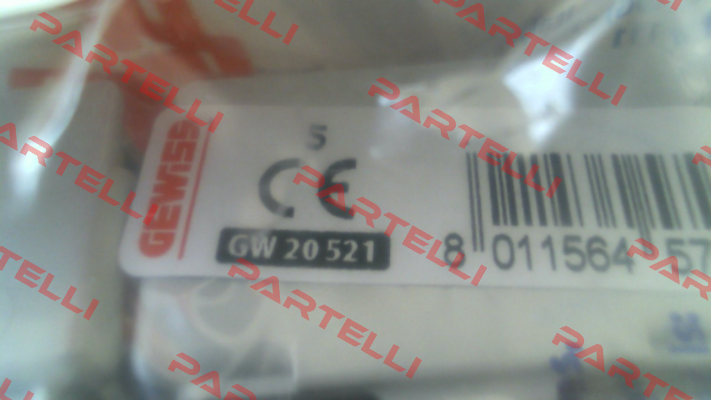 PARTELLI
GEWISS
5
CE
GW 20 521
8 011564 57